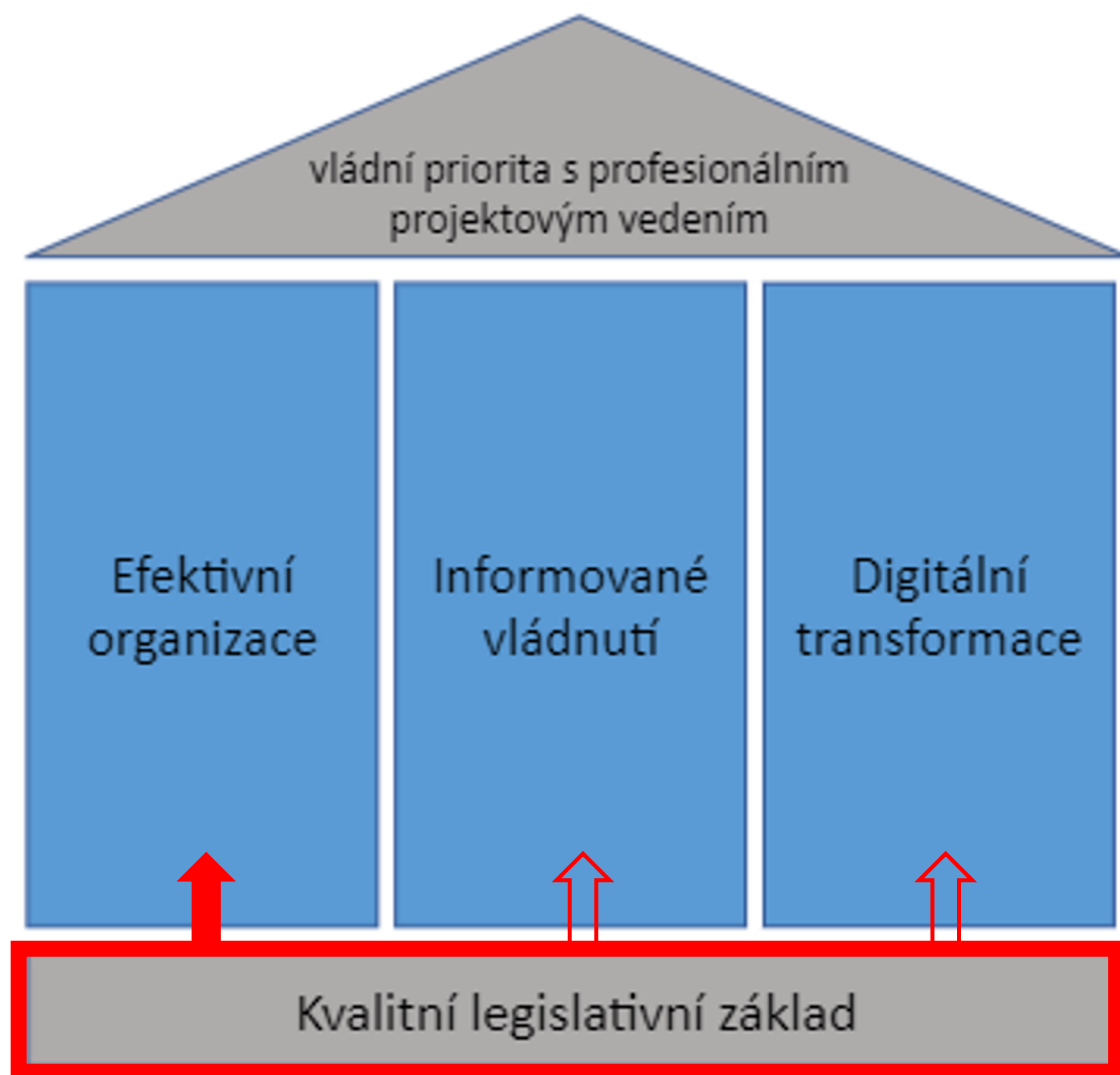 vládní priorita s profesionálním
projektovým vedením
Efektivní
organizace
Informované
vládnutí
Digitální
transformace
Kvalitní legislativní základ